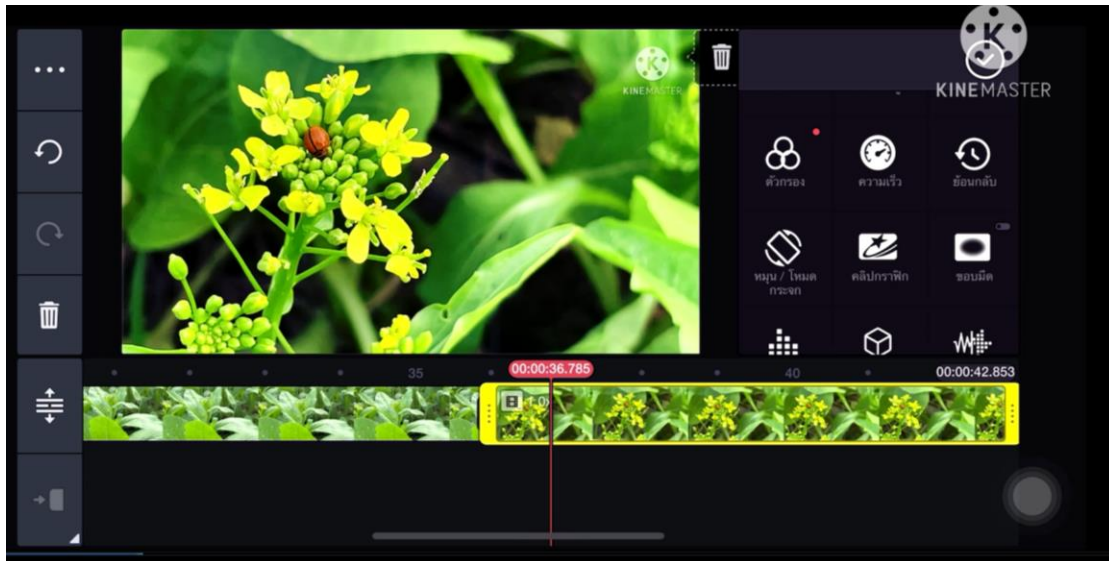 KINEMASTER
K
KINEMASTER
ตัวกรอง
ความเร็ว
ย้อนกลับ
หมุน / โหมด
กระจก
คลิปกราฟิก
ขอบมืด
35
00:00:36.785
40
00:00:42.853
1.0x